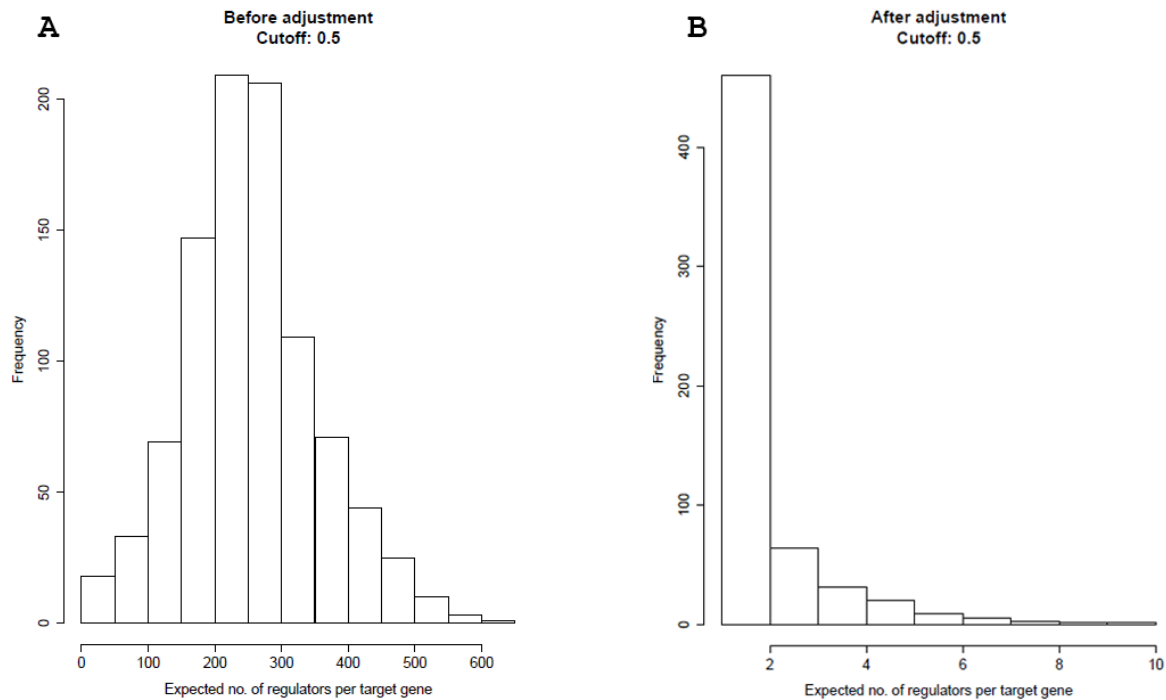 A
Before adjustment
Cutoff: 0.5
Frequency
0
50
100
150
200
0 100 200 300 400 500 600
Expected no. of regulators per target gene
B
After adjustment
Cutoff: 0.5
Frequency
0
100
200
300
400
2 4 6 8 10
Expected no. of regulators per target gene